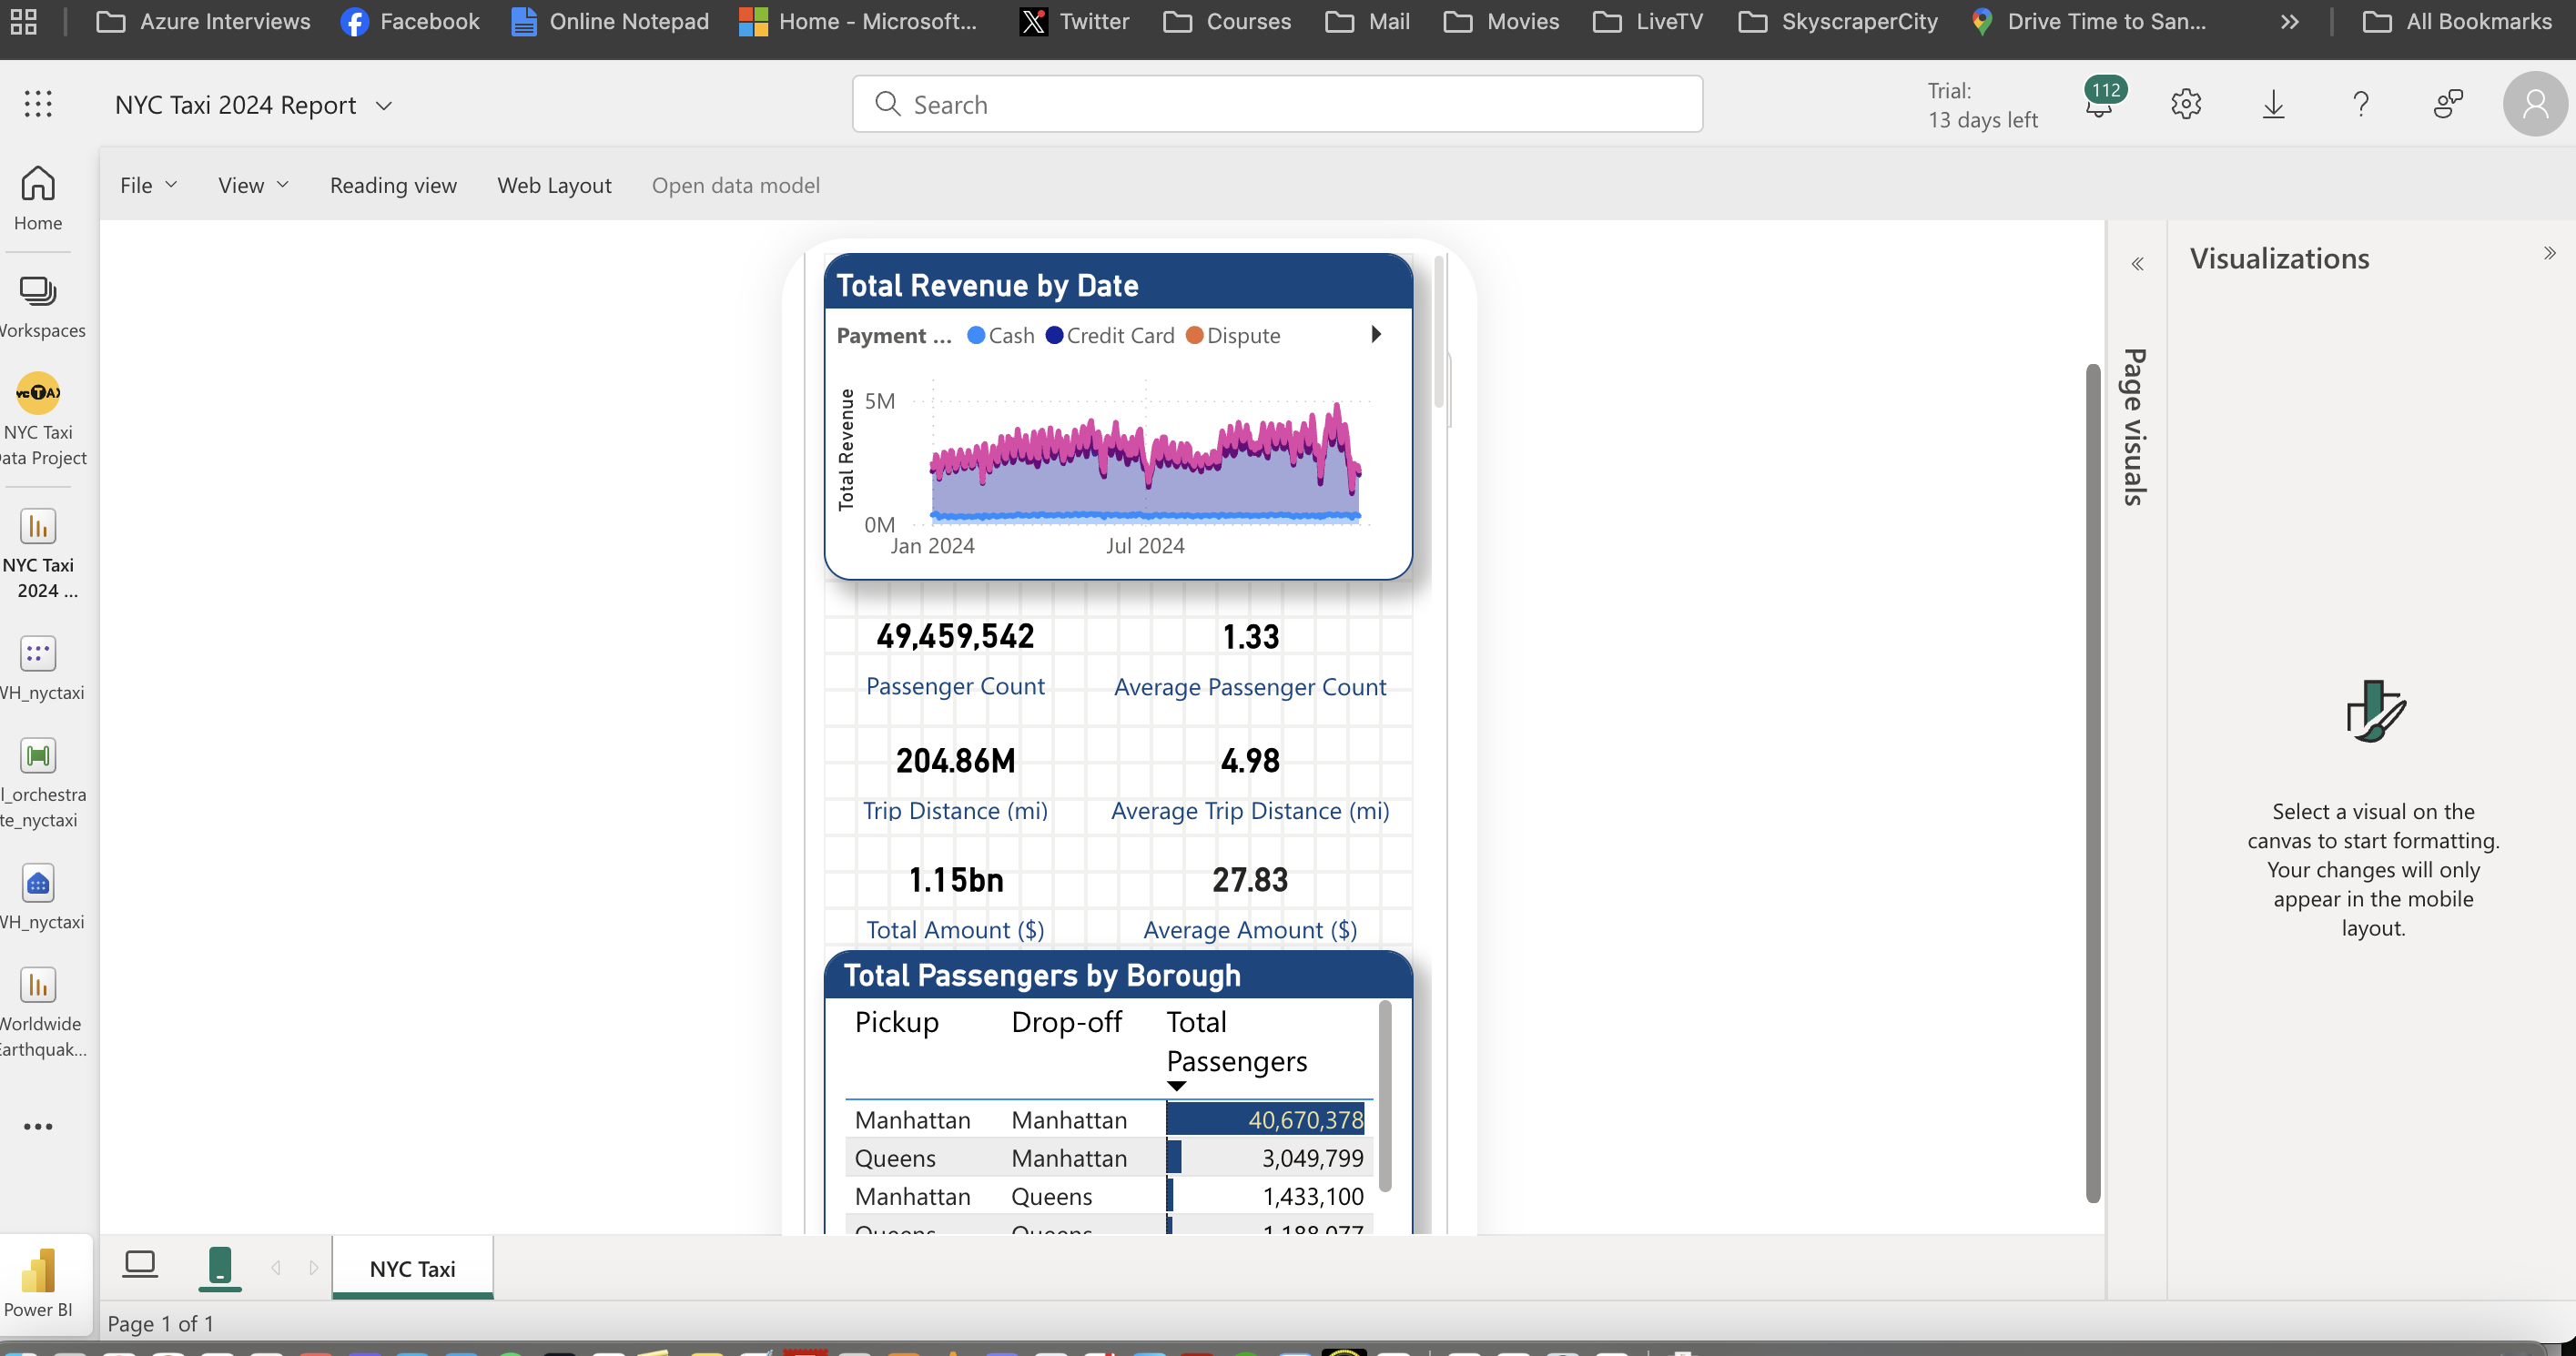 Azure Interviews
Facebook
Online Notepad
Home - Microsoft...
Twitter
Courses
Mail
Movies
LiveTV
SkyscraperCity
Drive Time to San...
All Bookmarks
NYC Taxi 2024 Report
Search
Trial:
13 days left
112
File
View
Reading view
Web Layout
Open data model
Home
Workspaces
NYC Taxi
ata Project
NYC Taxi
2024 ...
WH_nyctaxi
l_orchestra
te_nyctaxi
WH_nyctaxi
Worldwide
Earthquak...
Power BI
Total Revenue by Date
Payment ... Cash Credit Card Dispute
Total Revenue
5M
0M
Jan 2024 Jul 2024
49,459,542 1.33
Passenger Count Average Passenger Count
204.86M 4.98
Trip Distance (mi) Average Trip Distance (mi)
1.15bn 27.83
Total Amount ($) Average Amount ($)
Total Passengers by Borough
Pickup Drop-off Total
Passengers
Manhattan Manhattan 40,670,378
Queens Manhattan 3,049,799
Manhattan Queens 1,433,100
Queens Queens 1,188,077
Page visuals
Visualizations
Select a visual on the
canvas to start formatting.
Your changes will only
appear in the mobile
layout.
NYC Taxi
Page 1 of 1